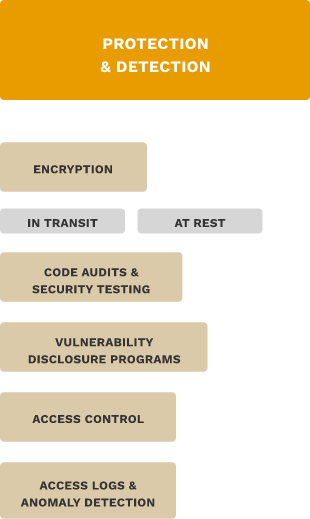 PROTECTION
& DETECTION
ENCRYPTION
IN TRANSIT
AT REST
CODE AUDITS &
SECURITY TESTING
VULNERABILITY
DISCLOSURE PROGRAMS
ACCESS CONTROL
ACCESS LOGS &
ANOMALY DETECTION